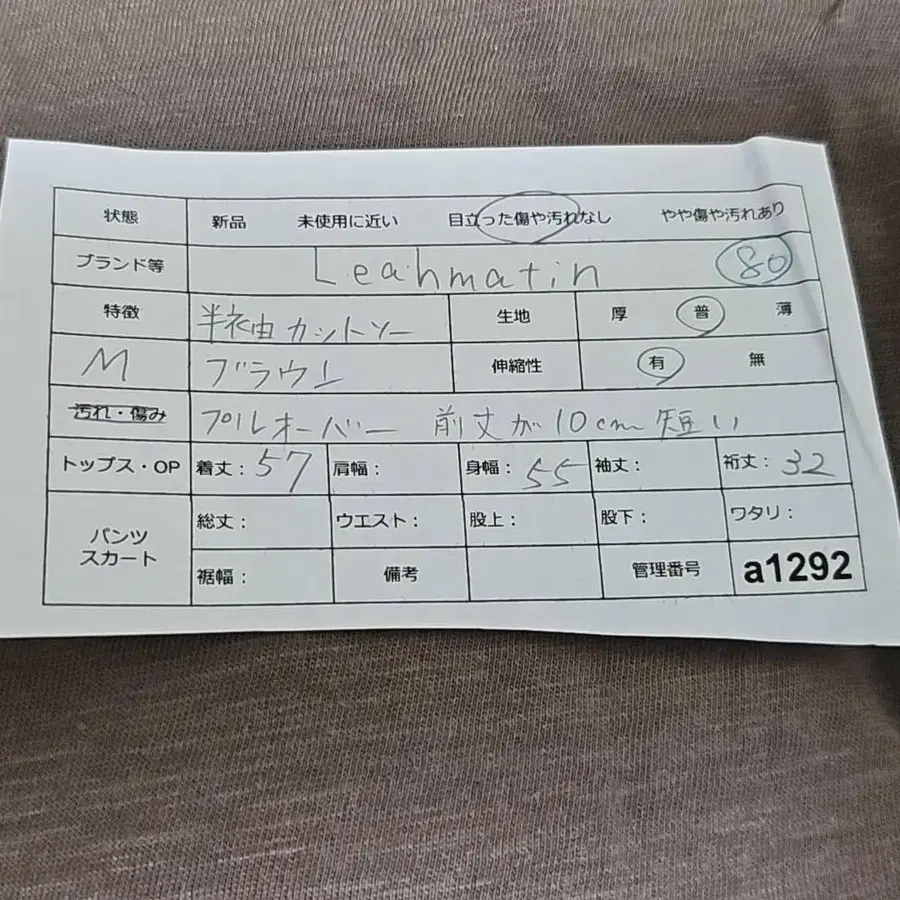 状態 新品 未使用に近い 目立った傷や汚れなし やや傷や汚れあり
ブランド等 Leahmatin 80
特徴 半袖カットソー 生地 厚 普 薄
M ブラウン 伸縮性 有 無
汚れ・傷み プルオーバー 前丈が10cm短い
トップス・OP 着丈：57 肩幅： 身幅：55 袖丈： 裄丈：32
パンツ スカート 総丈： ウエスト： 股上： 股下： ワタリ：
裾幅： 備考 管理番号 a1292